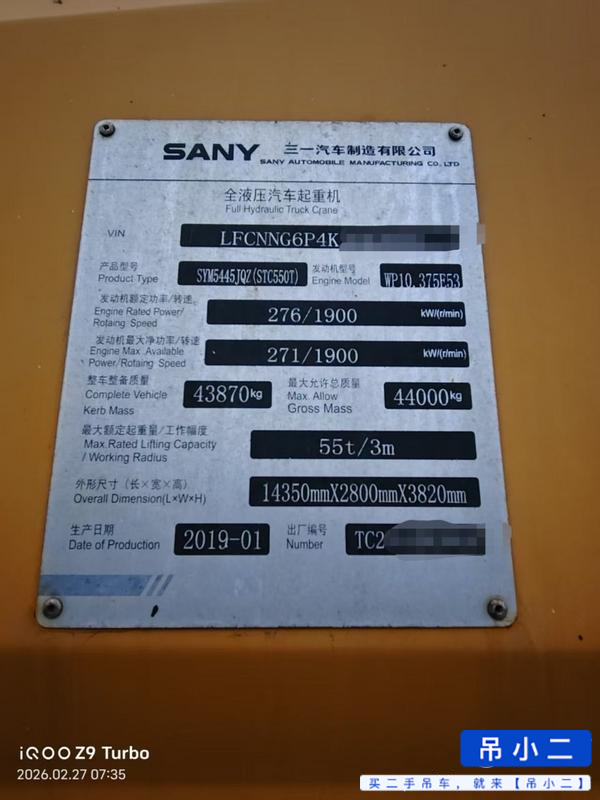 SANY 三一汽车制造有限公司
SANY AUTOMOBILE MANUFACTURING CO., LTD
全液压汽车起重机
Full Hydraulic Truck Crane
VIN LFCNNG6P4K
产品型号 SYM5445JQZ(STC550T) 发动机型号 WP10.375E53
Product Type Engine Model
发动机额定功率/转速 276/1900 kW/(r/min)
Engine Rated Power/
Rotaing Speed
发动机最大净功率/转速 271/1900 kW/(r/min)
Engine Max .Available
Power/Rotaing Speed
整车整备质量 43870kg 最大允许总质量 44000kg
Complete Vehicle Max. Allow
Kerb Mass Gross Mass
最大额定起重量/工作幅度 55t/3m
Max.Rated Lifting Capacity
/ Working Radius
外形尺寸（长×宽×高） 14350mmX2800mmX3820mm
Overall Dimension(L×W×H)
生产日期 2019-01 出厂编号 TC2
Date of Production Number
iQOO Z9 Turbo
2026.02.27 07:35
吊小二
买二手吊车，就来【吊小二】